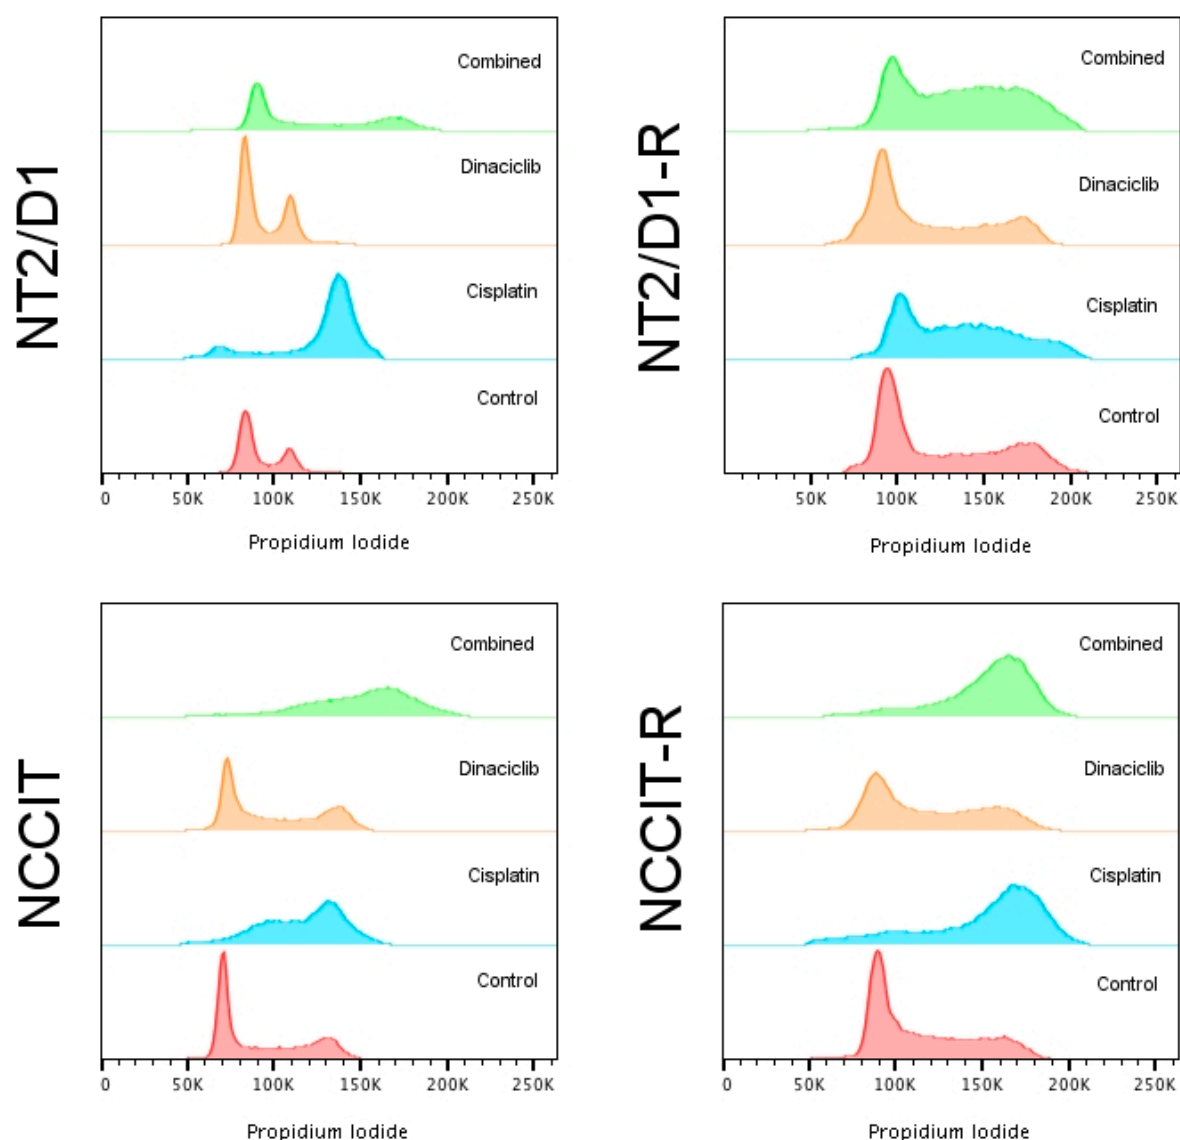 NT2/D1
Combined
Dinaciclib
Cisplatin
Control
0 50K 100K 150K 200K 250K
Propidium Iodide
NT2/D1-R
Combined
Dinaciclib
Cisplatin
Control
50K 100K 150K 200K 250K
Propidium Iodide
NCCIT
Combined
Dinaciclib
Cisplatin
Control
0 50K 100K 150K 200K 250K
Propidium Iodide
NCCIT-R
Combined
Dinaciclib
Cisplatin
Control
0 50K 100K 150K 200K 250K
Propidium Iodide